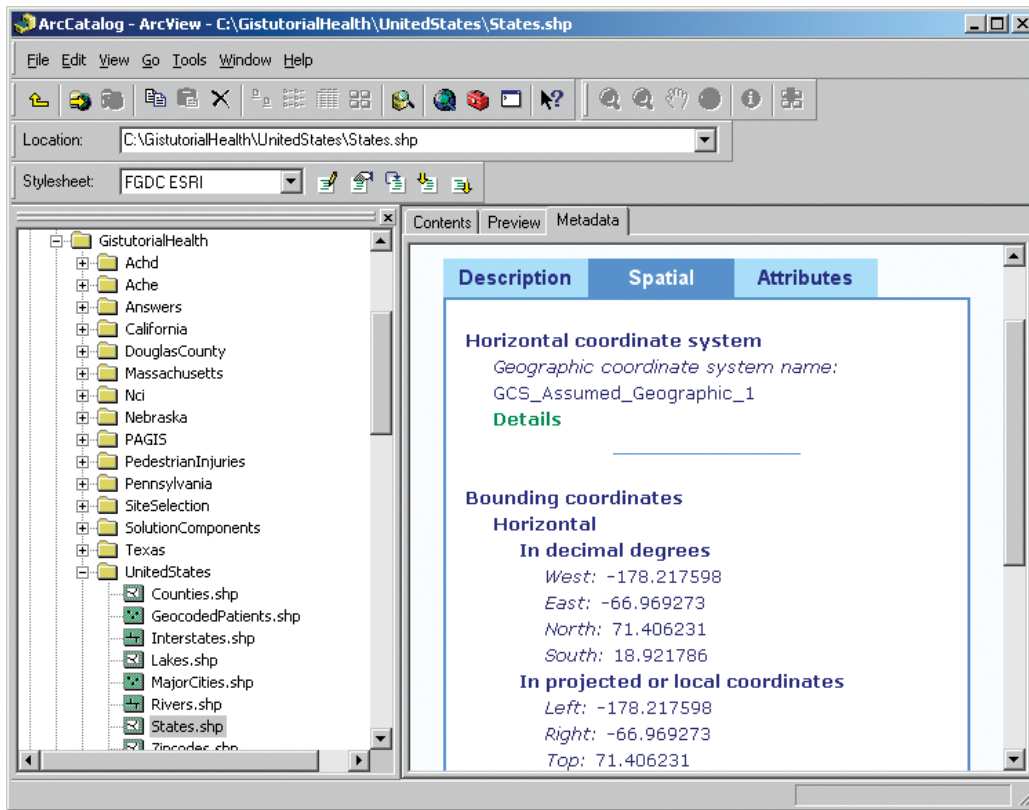 ArcCatalog - ArcView - C:\GistutorialHealth\UnitedStates\States.shp
File Edit View Go Tools Window Help
Location: C:\GistutorialHealth\UnitedStates\States.shp
Stylesheet: FGDC ESRI
GistutorialHealth
Achd
Ache
Answers
California
DouglasCounty
Massachusetts
Nci
Nebraska
PAGIS
PedestrianInjuries
Pennsylvania
SiteSelection
SolutionComponents
Texas
UnitedStates
Counties.shp
GeocodedPatients.shp
Interstates.shp
Lakes.shp
MajorCities.shp
Rivers.shp
States.shp
Zipcodes.shp
Contents Preview Metadata
Description Spatial Attributes
Horizontal coordinate system
Geographic coordinate system name:
GCS_Assumed_Geographic_1
Details
Bounding coordinates
Horizontal
In decimal degrees
West: -178.217598
East: -66.969273
North: 71.406231
South: 18.921786
In projected or local coordinates
Left: -178.217598
Right: -66.969273
Top: 71.406231